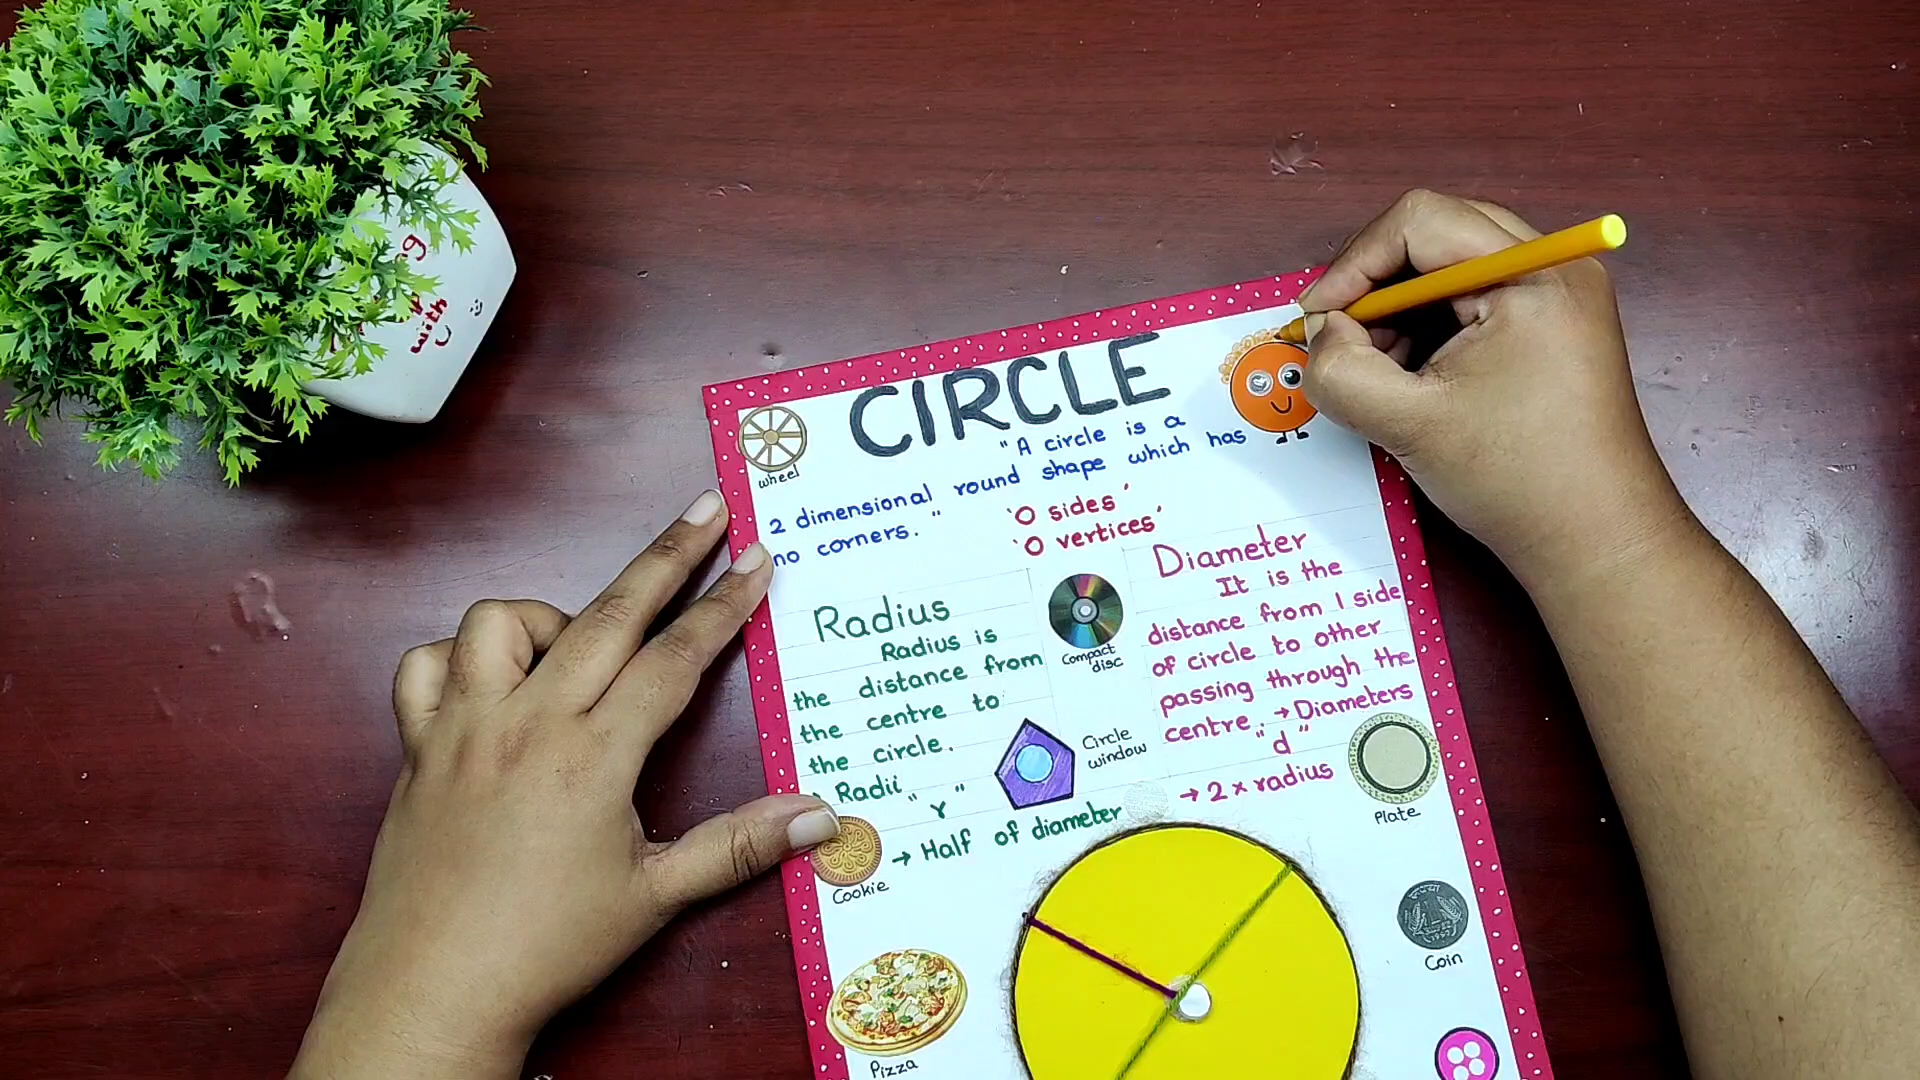 with
CIRCLE
wheel
"A circle is a
2 dimensional round shape which has
no corners."
'0 sides'
'0 vertices'
Radius
Radius is
the distance from
the centre to
the circle.
Radii
"r"
→ Half of diameter
Compact
disc
Circle
window
Diameter
It is the
distance from 1 side
of circle to other
passing through the
centre. → Diameters
"d"
→ 2 x radius
Plate
Cookie
Coin
Pizza